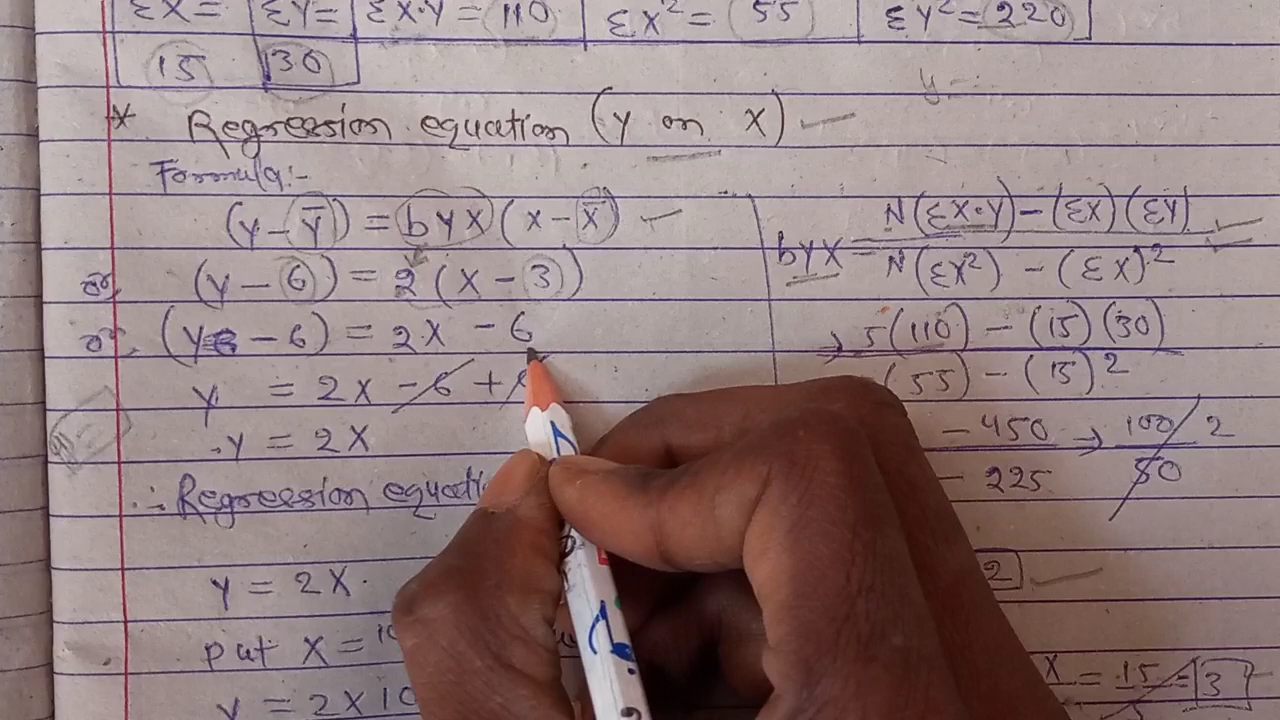 ΣX= ΣY= ΣX·Y = 110 ΣX² = 55 ΣY² = 220
15 30
y =
* Regression equation (y on x)
Formula:-
(y - ȳ) = byx (x - x̄)
or, (y - 6) = 2 (x - 3)
or, (y - 6) = 2x - 6
y = 2x - 6 +
y = 2x
∴ Regression equati
y = 2x
put x = 10
y = 2×10
byx = N(ΣX·Y) - (ΣX)(ΣY)
N(ΣX²) - (ΣX)²
→ 5(110) - (15)(30)
(55) - (15)²
- 450 → 100 2
- 225 50
2
x = 15 = 3
5